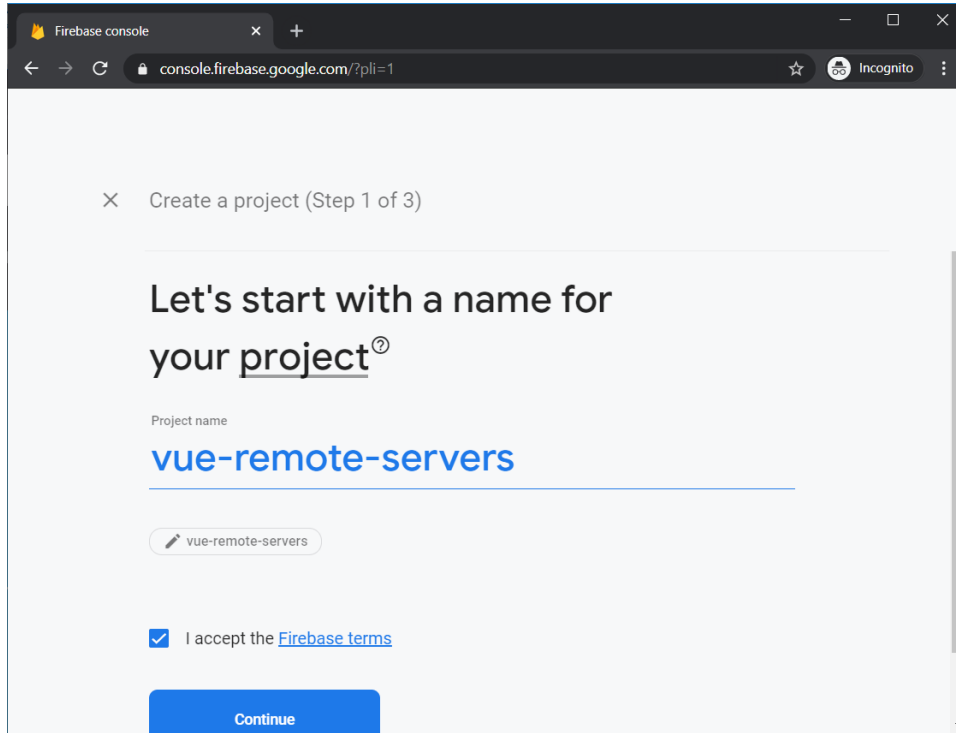 Firebase console
console.firebase.google.com/?pli=1
Incognito
Create a project (Step 1 of 3)
Let's start with a name for
your project
Project name
vue-remote-servers
vue-remote-servers
I accept the Firebase terms
Continue